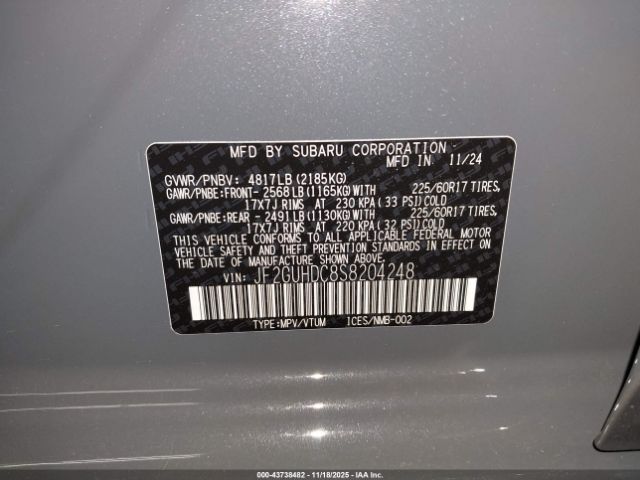 MFD BY SUBARU CORPORATION
MFD IN 11/24
GVWR/PNBV: 4817LB (2185KG)
GAWR/PNBE:FRONT- 2568LB (1165KG)WITH 225/60R17 TIRES,
17X7J RIMS AT 230 KPA ( 33 PSI)COLD
GAWR/PNBE:REAR - 2491LB (1130KG)WITH 225/60R17 TIRES,
17X7J RIMS AT 220 KPA ( 32 PSI)COLD
THIS VEHICLE CONFORMS TO ALL APPLICABLE FEDERAL MOTOR
VEHICLE SAFETY AND THEFT PREVENTION STANDARDS IN EFFECT
ON THE DATE OF MANUFACTURE SHOWN ABOVE.
VIN: JF2GUHDC8S8204248
TYPE:MPV/VTUM ICES/NMB-002
000-43738482 - 11/18/2025 - COPYRIGHT © IAA, LLC